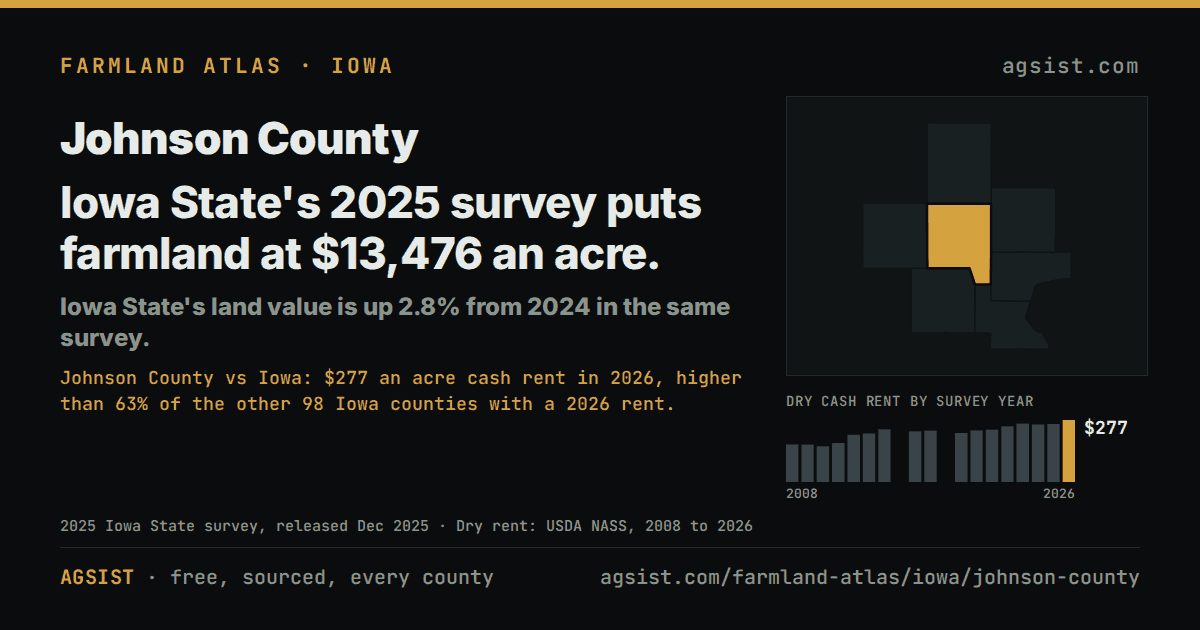 FARMLAND ATLAS · IOWA
agsist.com
Johnson County
Iowa State's 2025 survey puts
farmland at $13,476 an acre.
Iowa State's land value is up 2.8% from 2024 in the same
survey.
Johnson County vs Iowa: $277 an acre cash rent in 2026, higher
than 63% of the other 98 Iowa counties with a 2026 rent.
DRY CASH RENT BY SURVEY YEAR
$277
2008
2026
2025 Iowa State survey, released Dec 2025 · Dry rent: USDA NASS, 2008 to 2026
AGSIST · free, sourced, every county
agsist.com/farmland-atlas/iowa/johnson-county